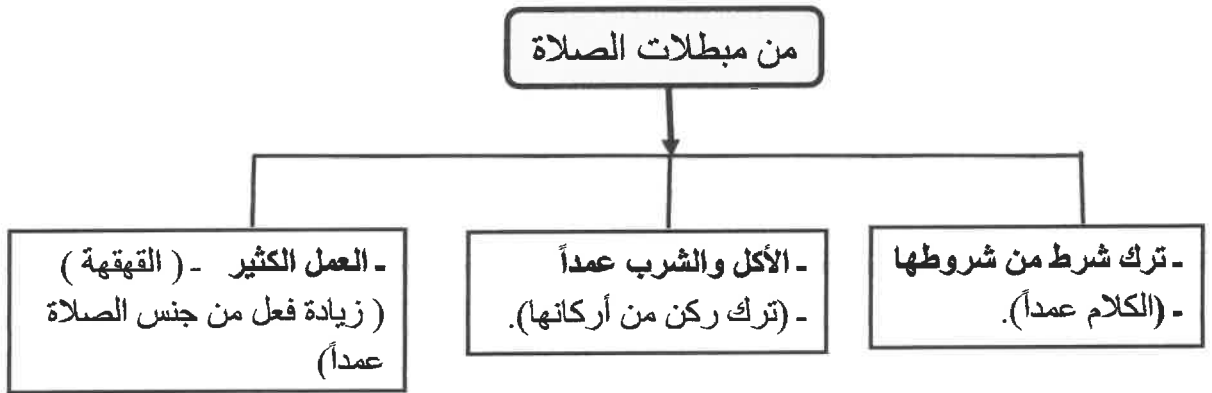 من مبطلات الصلاة
- ترك شرط من شروطها
- (الكلام عمداً).
- الأكل والشرب عمداً
- (ترك ركن من أركانها).
- العمل الكثير - ( القهقهة )
( زيادة فعل من جنس الصلاة
عمداً)